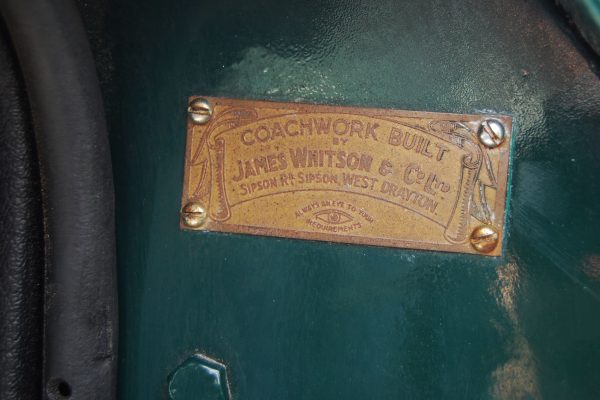 COACHWORK BUILT
BY
JAMES WHITSON & CO. LTD
SIPSON RD. SIPSON, WEST DRAYTON.
ALWAYS AN EYE TO YOUR
REQUIREMENTS